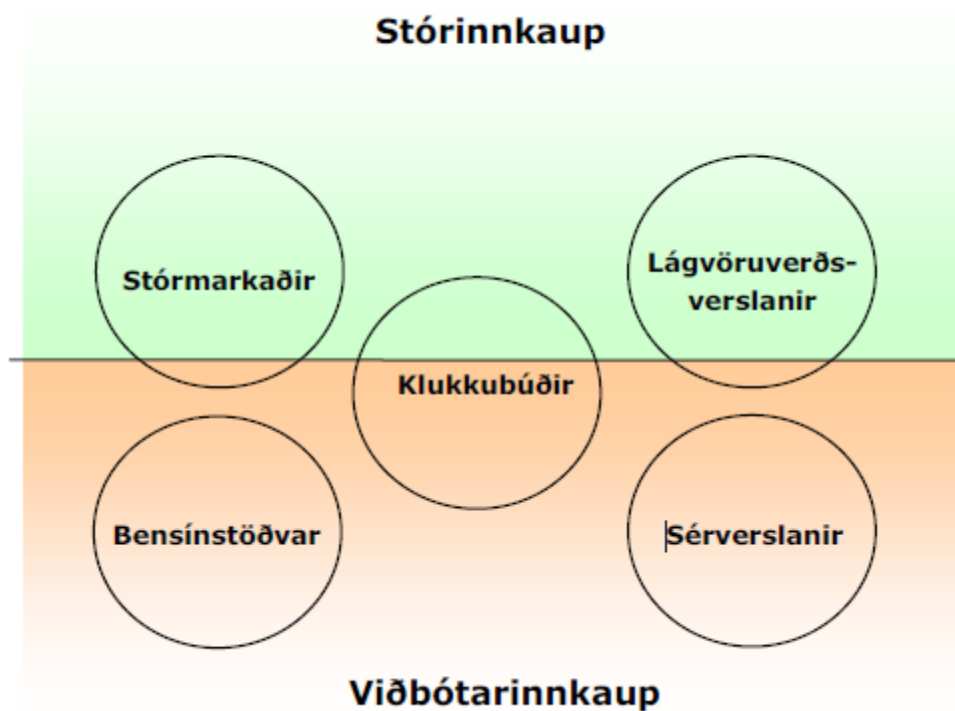 Stórinnkaup
Stórmarkaðir
Lágvöruverðs-
verslanir
Klukkubúðir
Bensínstöðvar
Sérverslanir
Viðbótarinnkaup